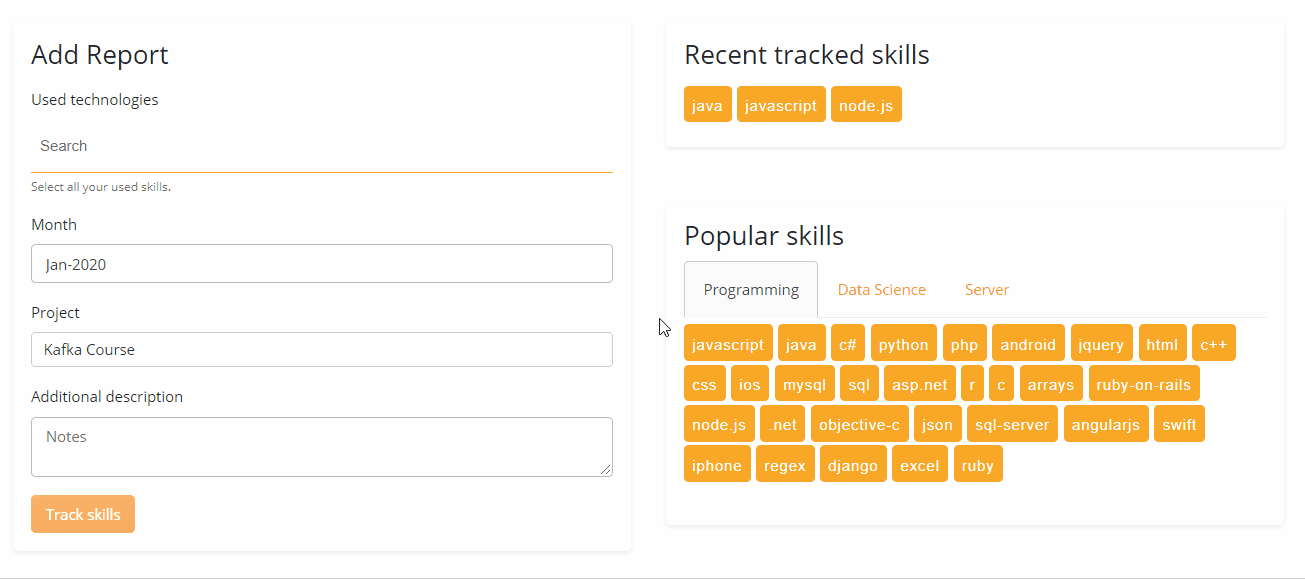 Add Report
Used technologies
Search
Select all your used skills.
Month
Jan-2020
Project
Kafka Course
Additional description
Notes
Track skills
Recent tracked skills
java javascript node.js
Popular skills
Programming Data Science Server
javascript java c# python php android jquery html c++
css ios mysql sql asp.net r c arrays ruby-on-rails
node.js .net objective-c json sql-server angularjs swift
iphone regex django excel ruby